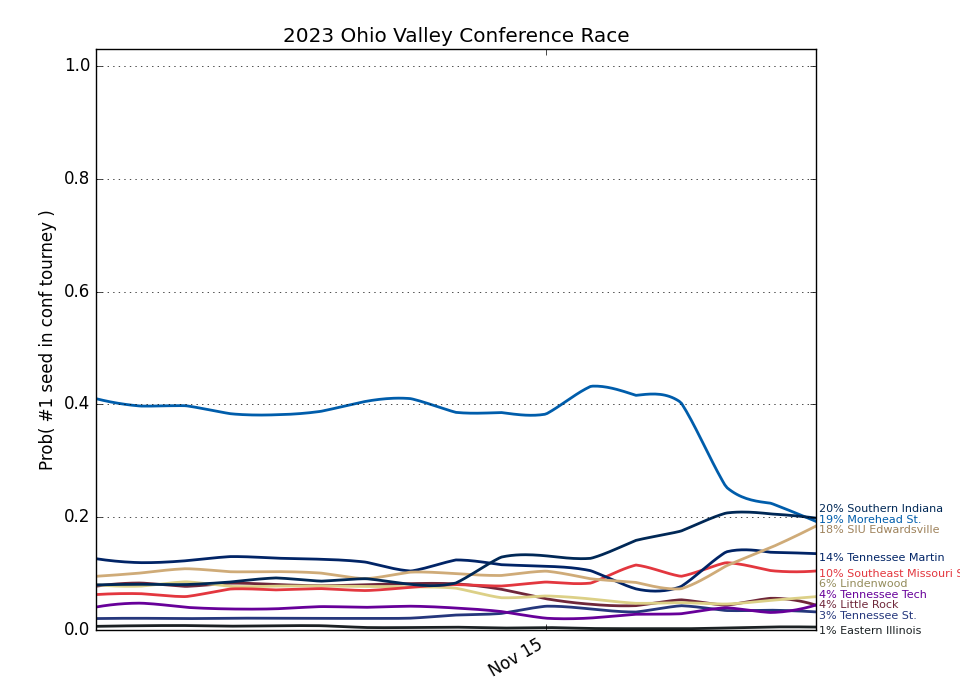 2023 Ohio Valley Conference Race
Prob( #1 seed in conf tourney )
1.0
0.8
0.6
0.4
0.2
0.0
Nov 15
20% Southern Indiana
19% Morehead St.
18% SIU Edwardsville
14% Tennessee Martin
10% Southeast Missouri S
6% Lindenwood
4% Tennessee Tech
4% Little Rock
3% Tennessee St.
1% Eastern Illinois